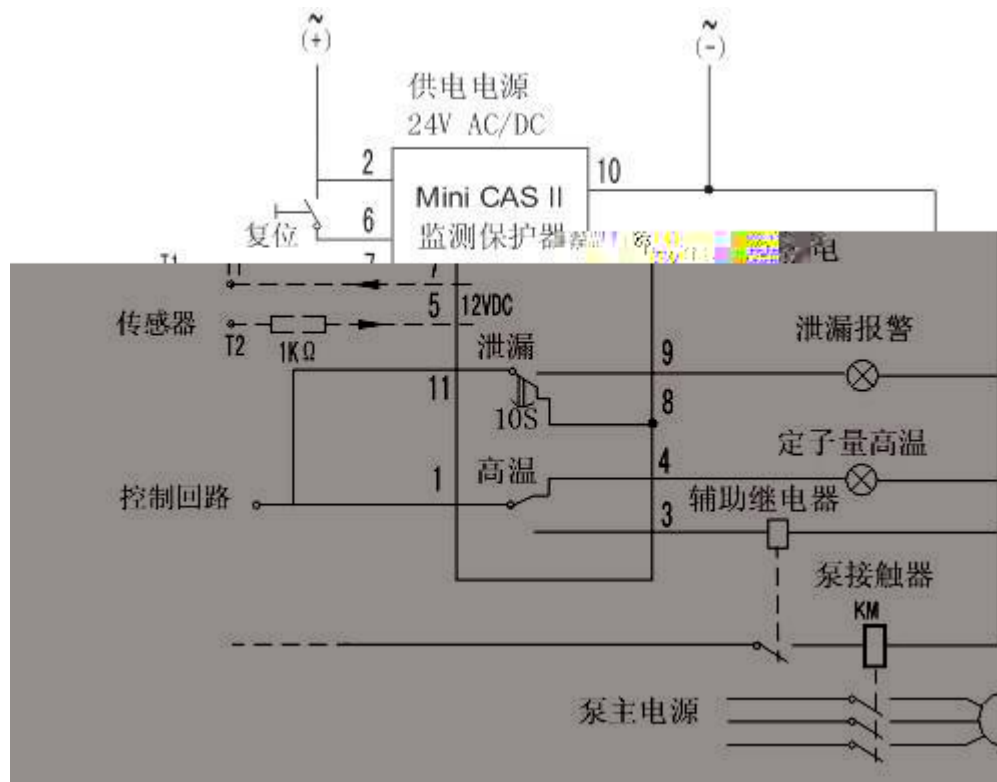 ~ ~
(+) (-)
供电电源
24V AC/DC
2 10
Mini CAS II
6
复位 监测保护器
电
T1 7
5 12VDC
传感器 T2 1KΩ
泄漏 9 泄漏报警
11 10S 8
定子量高温
高温 4
控制回路 1
辅助继电器
3
泵接触器
KM
泵主电源